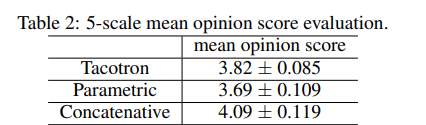 Table 2: 5-scale mean opinion score evaluation.
mean opinion score
Tacotron 3.82 ± 0.085
Parametric 3.69 ± 0.109
Concatenative 4.09 ± 0.119